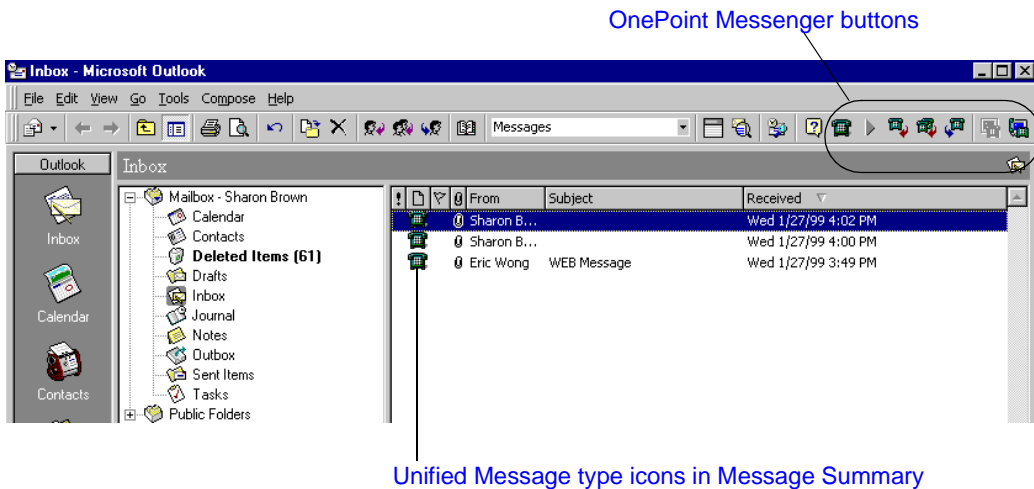 OnePoint Messenger buttons
Inbox - Microsoft Outlook
File Edit View Go Tools Compose Help
Messages
Outlook
Inbox
Inbox
Calendar
Contacts
Mailbox - Sharon Brown
Calendar
Contacts
Deleted Items (61)
Drafts
Inbox
Journal
Notes
Outbox
Sent Items
Tasks
Public Folders
! From Subject Received
Sharon B... Wed 1/27/99 4:02 PM
Sharon B... Wed 1/27/99 4:00 PM
Eric Wong WEB Message Wed 1/27/99 3:49 PM
Unified Message type icons in Message Summary